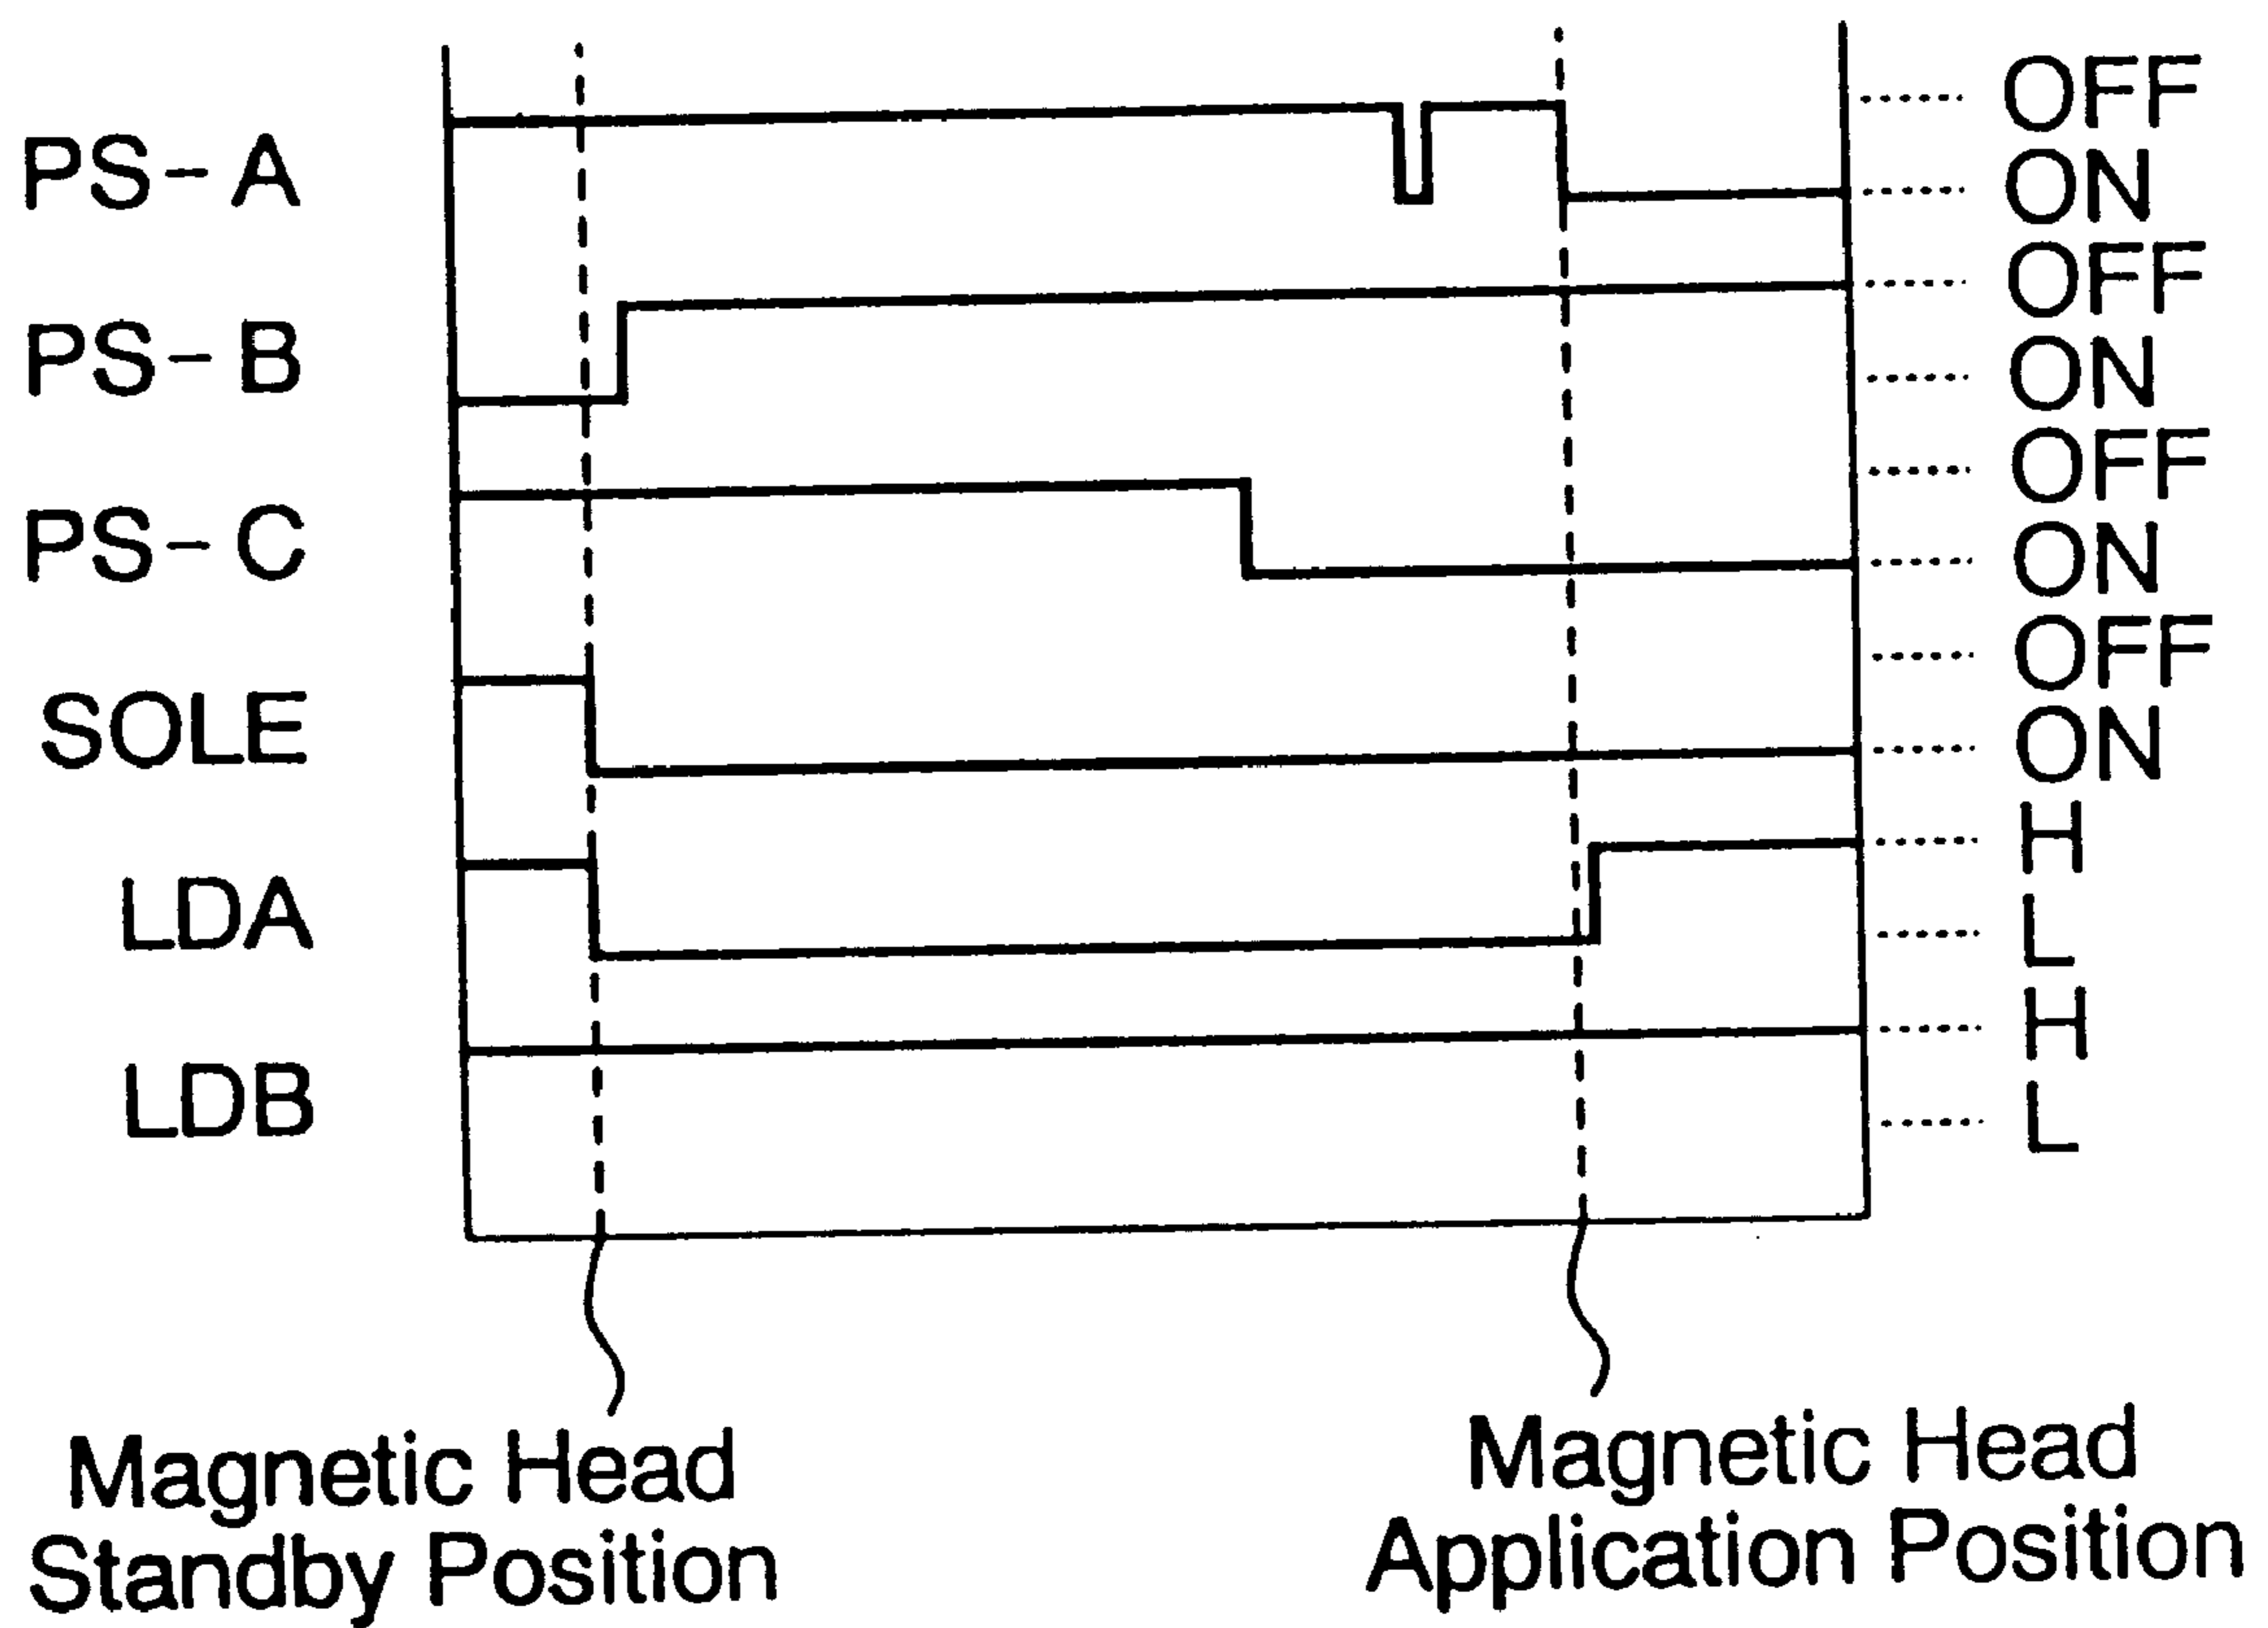 OFF
PS-A
ON
OFF
PS-B
ON
OFF
PS-C
ON
OFF
SOLE
ON
H
LDA
L
H
LDB
L
Magnetic Head
Standby Position
Magnetic Head
Application Position